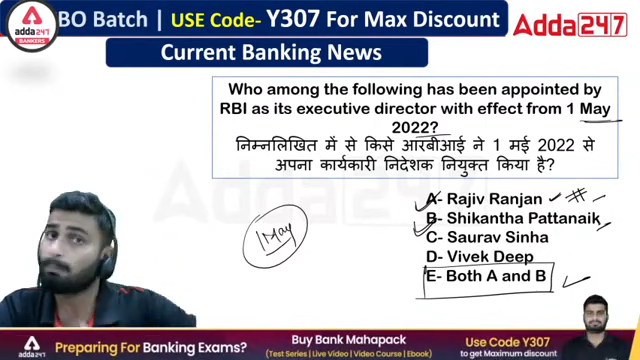 BO Batch | USE Code- Y307 For Max Discount
adda247
BANKERS
Adda247
Current Banking News
Who among the following has been appointed by
RBI as its executive director with effect from 1 May
2022?
निम्नलिखित में से किसे आरबीआई ने 1 मई 2022 से
अपना कार्यकारी निदेशक नियुक्त किया है?
A- Rajiv Ranjan
B- Shikantha Pattanaik
C- Saurav Sinha
D- Vivek Deep
E- Both A and B
1 May
adda247
Preparing For Banking Exams?
Buy Bank Mahapack
(Test Series | Live Video | Video Course | Ebook)
Use Code Y307
to get Maximum discount